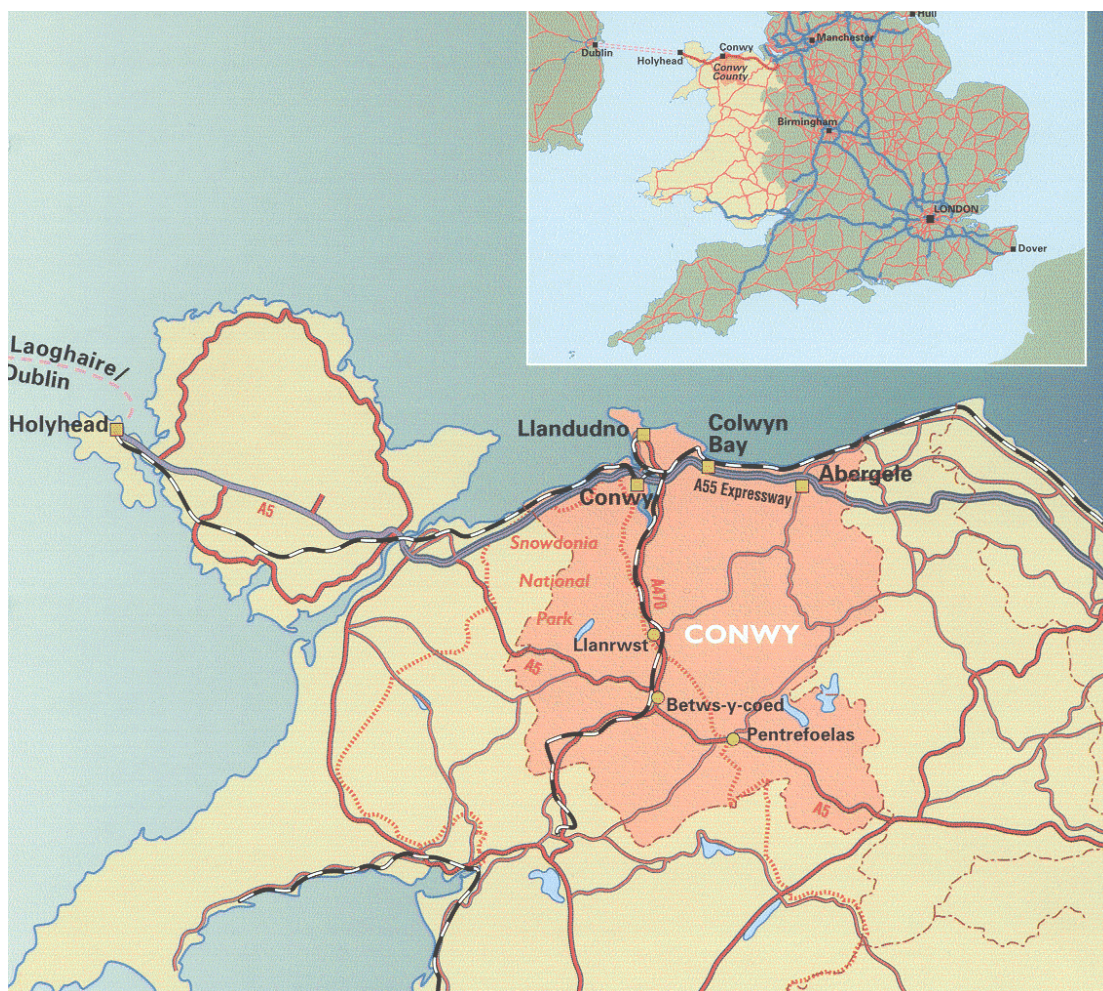 Hull
Manchester
Dublin
Holyhead
Conwy
Conwy
County
Birmingham
LONDON
Dover
Laoghaire/
Dublin
Holyhead
Llandudno
Colwyn
Bay
Conwy
A55 Expressway
Abergele
A5
Snowdonia
National
Park
A470
Llanrwst
CONWY
A5
Betws-y-coed
Pentrefoelas
A5